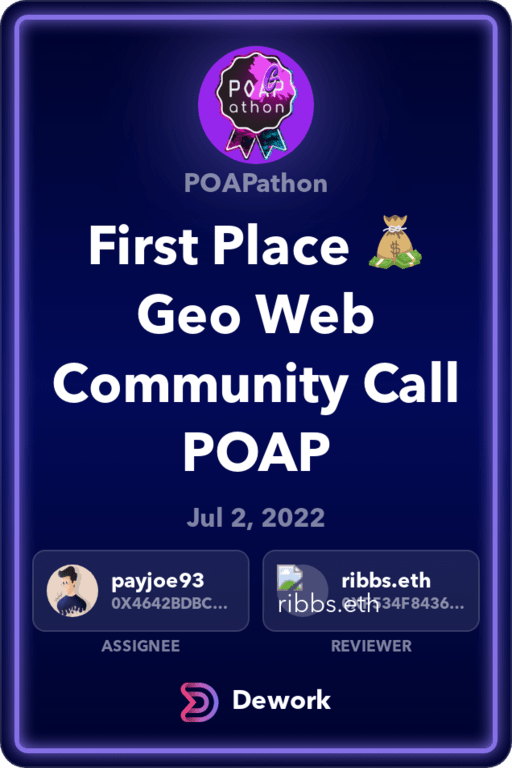 POAP
athon
POAPathon
First Place 💰
Geo Web
Community Call
POAP
Jul 2, 2022
payjoe93
0X4642BDBC...
ribbs.eth
ribbs.eth
534F8436...
ASSIGNEE
REVIEWER
Dework